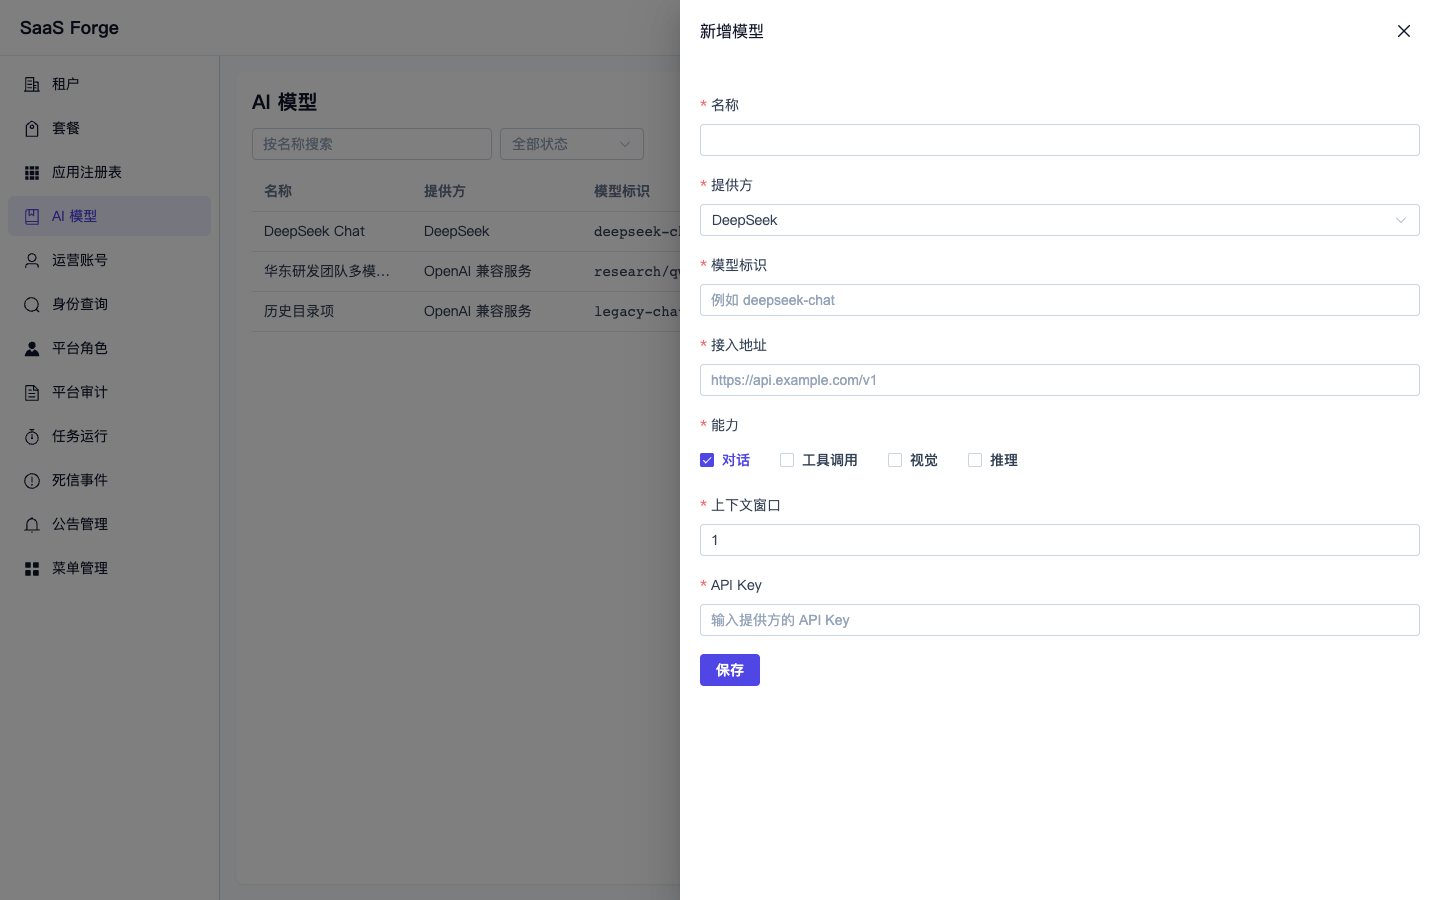 SaaS Forge
租户
套餐
应用注册表
AI 模型
运营账号
身份查询
平台角色
平台审计
任务运行
死信事件
公告管理
菜单管理
AI 模型
按名称搜索
全部状态
名称 提供方 模型标识
DeepSeek Chat DeepSeek deepseek-c
华东研发团队多模… OpenAI 兼容服务 research/q
历史目录项 OpenAI 兼容服务 legacy-cha
新增模型
* 名称
* 提供方
DeepSeek
* 模型标识
例如 deepseek-chat
* 接入地址
https://api.example.com/v1
* 能力
对话 工具调用 视觉 推理
* 上下文窗口
1
* API Key
输入提供方的 API Key
保存